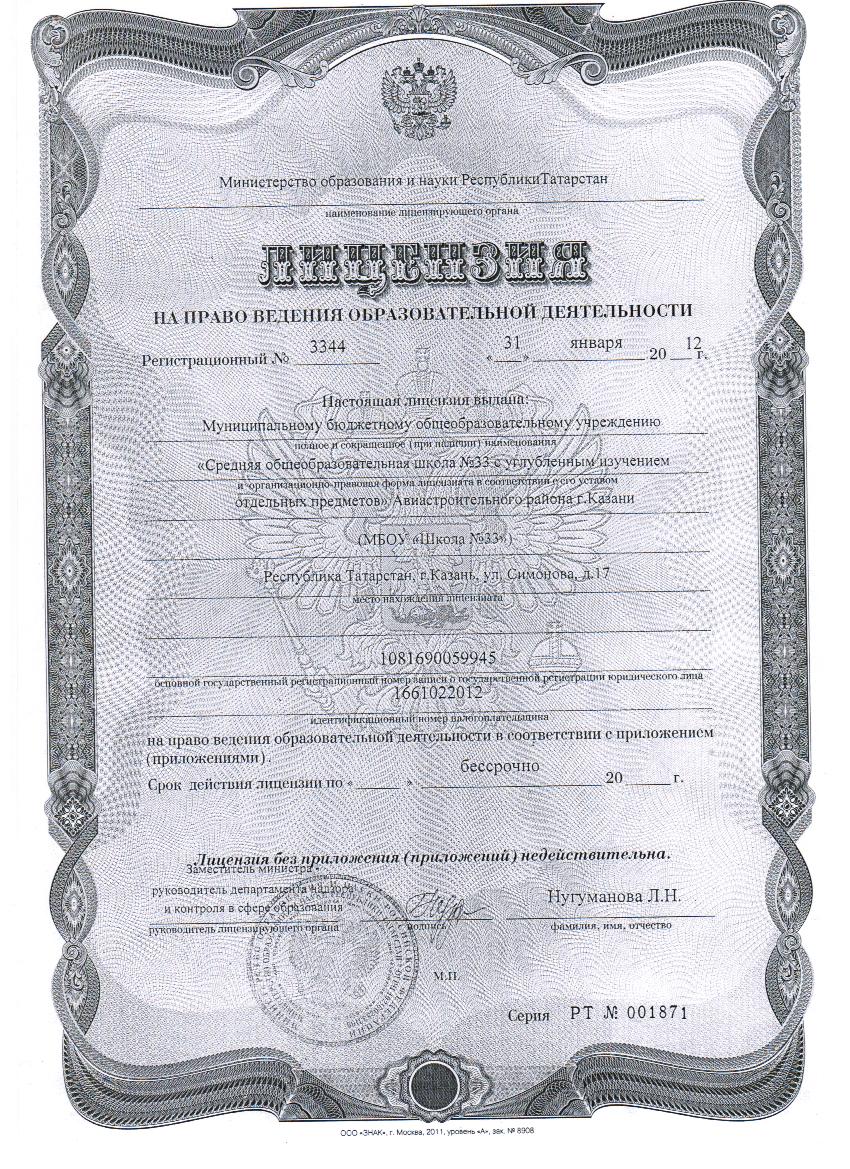 Министерство образования и науки РеспубликиТатарстан
наименование лицензирующего органа
ЛИЦЕНЗИЯ
НА ПРАВО ВЕДЕНИЯ ОБРАЗОВАТЕЛЬНОЙ ДЕЯТЕЛЬНОСТИ
Регистрационный № 3344 « 31 » января 20 12 г.
Настоящая лицензия выдана:
Муниципальному бюджетному общеобразовательному учреждению
полное и сокращенное (при наличии) наименования
«Средняя общеобразовательная школа №33 с углубленным изучением
и организационно-правовая форма лицензиата в соответствии с его уставом
отдельных предметов» Авиастроительного района г.Казани
(МБОУ «Школа №33»)
Республика Татарстан, г.Казань, ул. Симонова, д.17
место нахождения лицензиата
1081690059945
основной государственный регистрационный номер записи о государственной регистрации юридического лица
1661022012
идентификационный номер налогоплательщика
на право ведения образовательной деятельности в соответствии с приложением
(приложениями).
Срок действия лицензии по « » бессрочно 20 г.
Лицензия без приложения (приложений) недействительна.
Заместитель министра -
руководитель департамента надзора
и контроля в сфере образования Нугуманова Л.Н.
руководитель лицензирующего органа подпись фамилия, имя, отчество
М.П.
Серия РТ № 001871
ООО «ЗНАК», г. Москва, 2011, уровень «А», зак. № 8908